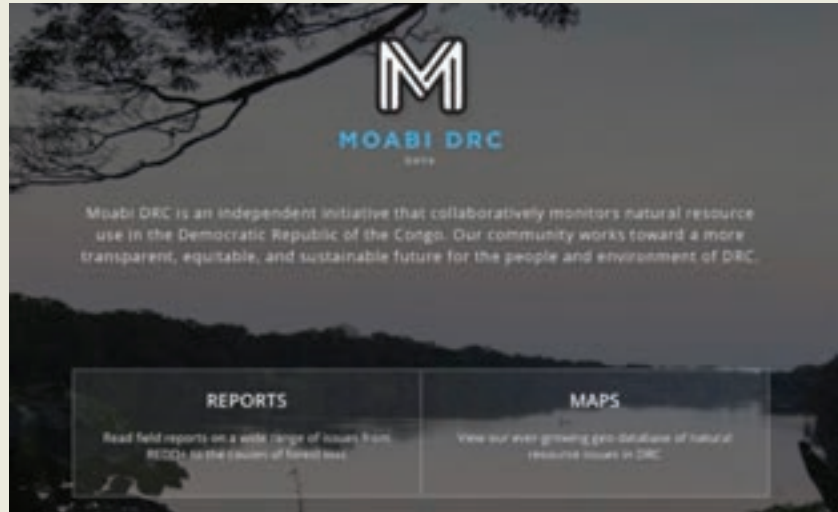 M
MOABI DRC
BETA
Moabi DRC is an independent initiative that collaboratively monitors natural resource
use in the Democratic Republic of the Congo. Our community works toward a more
transparent, equitable, and sustainable future for the people and environment of DRC.
REPORTS
Read field reports on a wide range of issues from
REDD+ to the causes of forest loss
MAPS
View our ever-growing geo-database of natural
resource issues in DRC